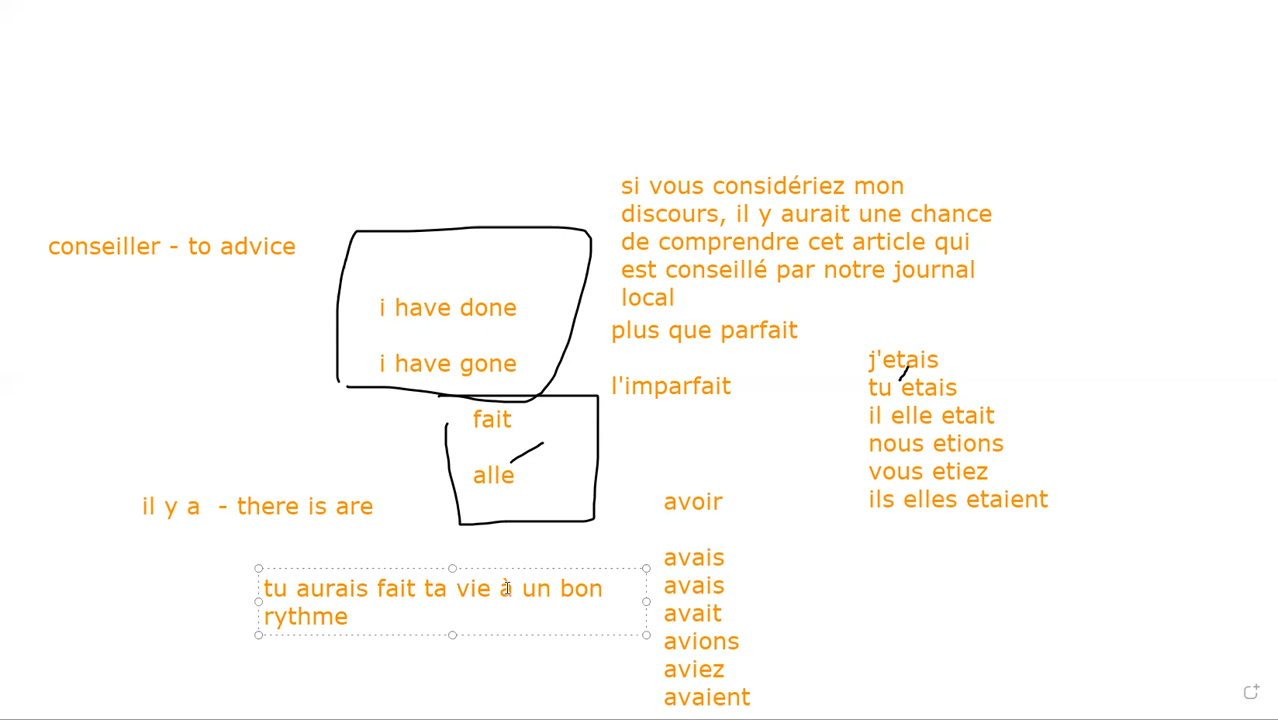 si vous considériez mon
discours, il y aurait une chance
de comprendre cet article qui
est conseillé par notre journal
local
conseiller - to advice
i have done
i have gone
plus que parfait
l'imparfait
j'etais
tu etais
il elle etait
nous etions
vous etiez
ils elles etaient
fait
alle
il y a - there is are
avoir
avais
avais
avait
avions
aviez
avaient
tu aurais fait ta vie à un bon
rythme